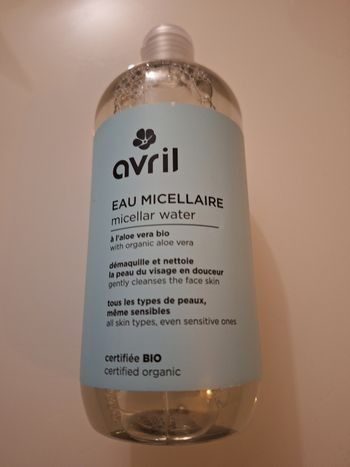 avril
EAU MICELLAIRE
micellar water
à l'aloe vera bio
with organic aloe vera
démaquille et nettoie
la peau du visage en douceur
gently cleanses the face skin
tous les types de peaux,
même sensibles
all skin types, even sensitive ones
certifiée BIO
certified organic